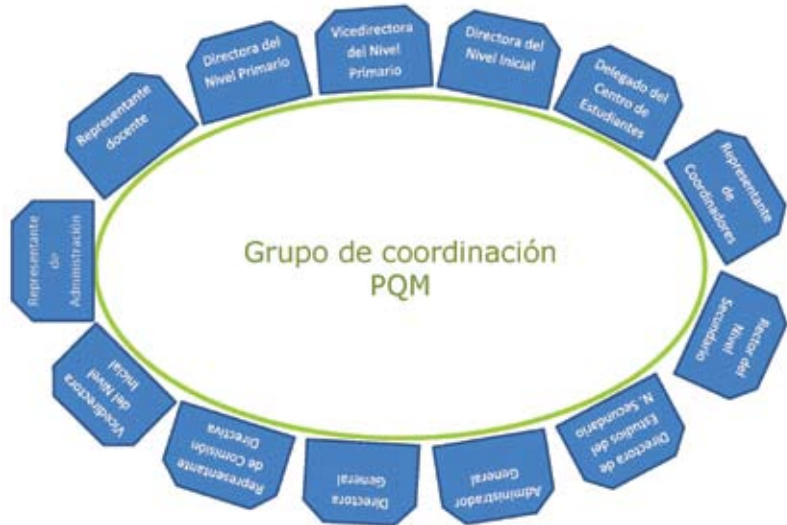 Vicedirectora
del Nivel
Primario
Directora del
Nivel Inicial
Delegado del
Centro de
Estudiantes
Representante
de
Coordinadores
Rector del
Nivel
Secundario
Directora de
Estudios del
N. Secundario
Administrador
General
Directora
General
Representante
de Comisión
Directiva
Vicedirectora
del Nivel
Inicial
Representante
de
Administración
Representante
docente
Directora del
Nivel Primario
Grupo de coordinación
PQM